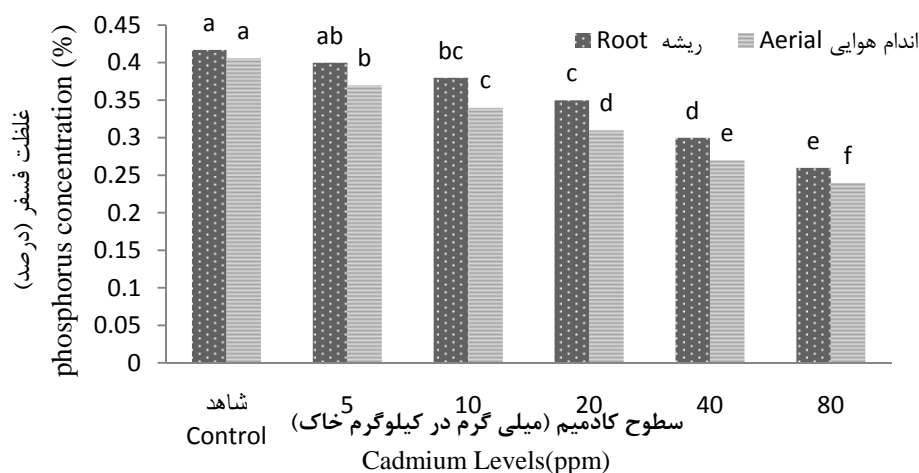 غلظت فسفر (درصد)
phosphorus concentration (%)
0.45
0.4
0.35
0.3
0.25
0.2
0.15
0.1
0.05
0
Root ریشه
Aerial اندام هوایی
a a ab b bc c c d d e e f
شاهد 5 10 20 40 80
Control
سطوح کادمیم (میلی گرم در کیلوگرم خاک)
Cadmium Levels(ppm)